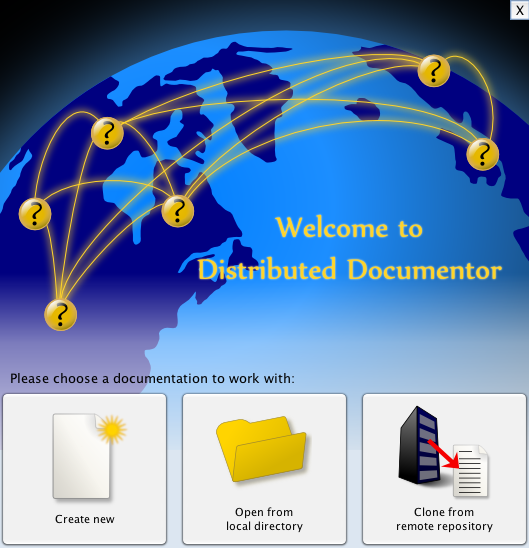 X
?
?
?
?
?
?
Welcome to
Distributed Documentor
Please choose a documentation to work with:
Create new
Open from
local directory
Clone from
remote repository